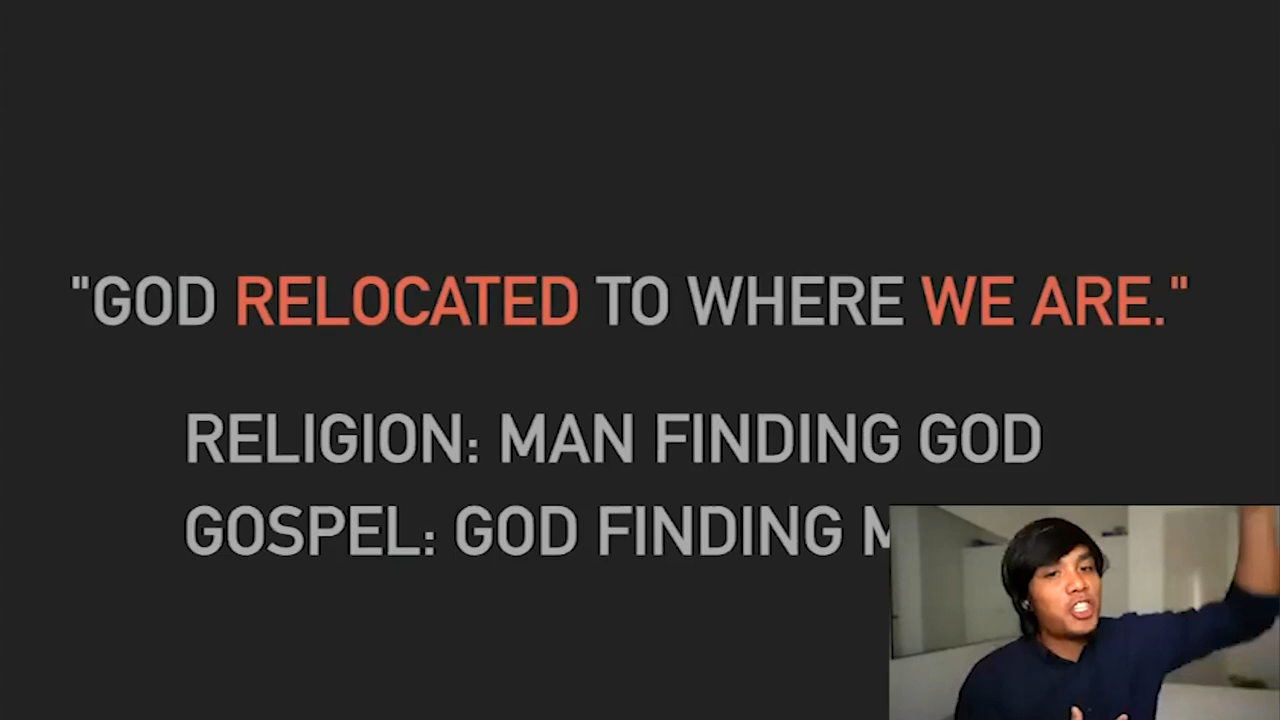 "GOD RELOCATED TO WHERE WE ARE."
RELIGION: MAN FINDING GOD
GOSPEL: GOD FINDING